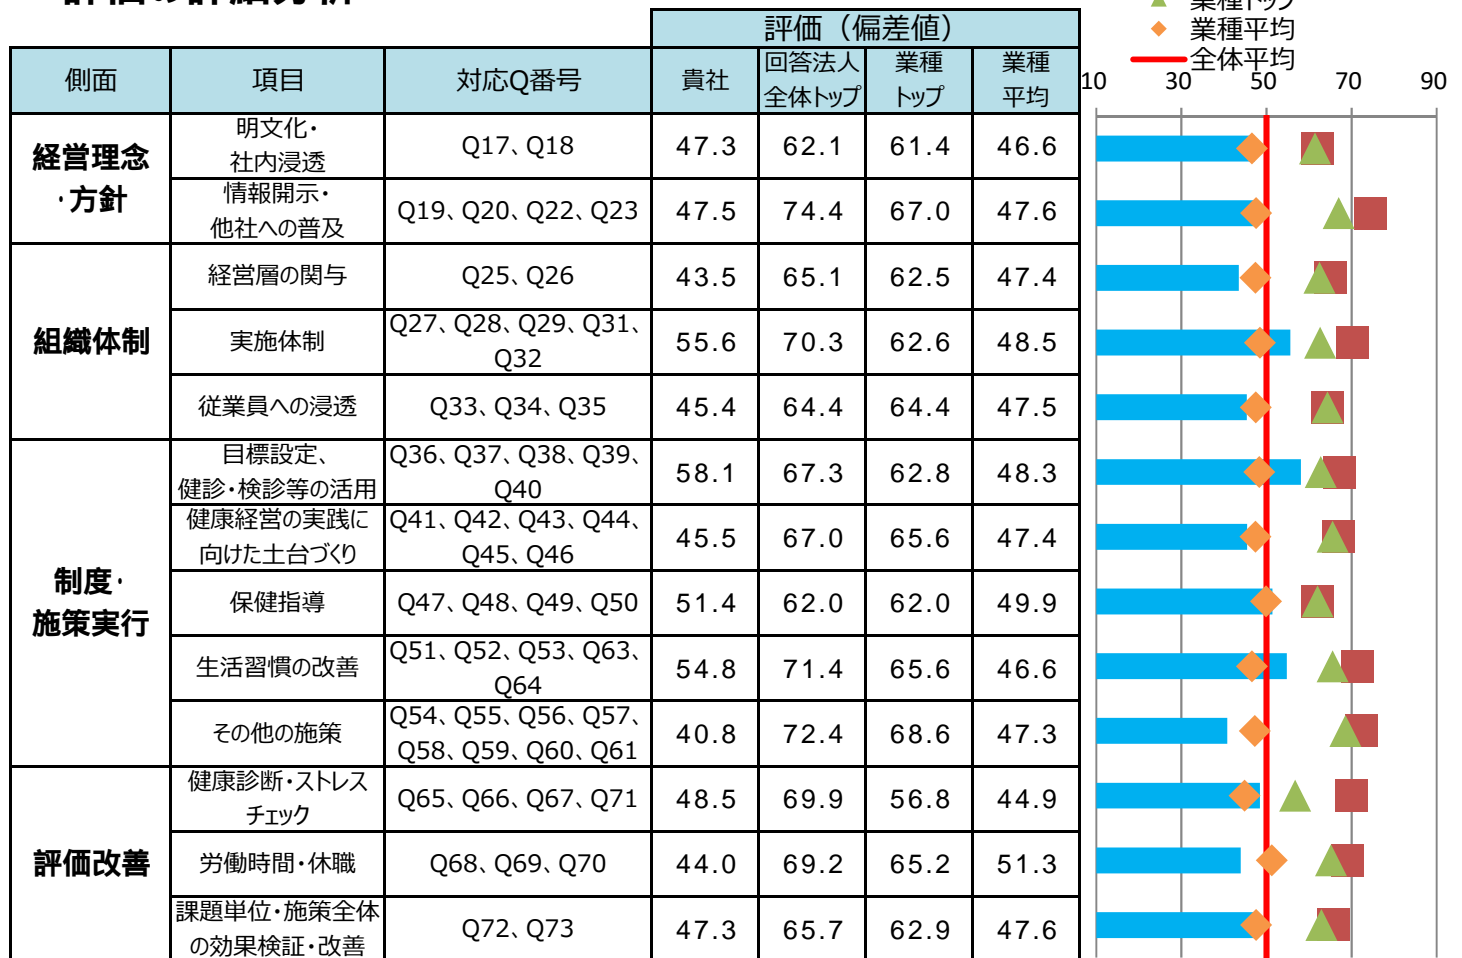 評価の詳細分析
業種トップ
業種平均
全体平均
評価（偏差値）
側面 項目 対応Q番号 貴社 回答法人全体トップ 業種トップ 業種平均
10 30 50 70 90
経営理念・方針
明文化・社内浸透 Q17、Q18 47.3 62.1 61.4 46.6
情報開示・他社への普及 Q19、Q20、Q22、Q23 47.5 74.4 67.0 47.6
組織体制
経営層の関与 Q25、Q26 43.5 65.1 62.5 47.4
実施体制 Q27、Q28、Q29、Q31、Q32 55.6 70.3 62.6 48.5
従業員への浸透 Q33、Q34、Q35 45.4 64.4 64.4 47.5
制度・施策実行
目標設定、健診・検診等の活用 Q36、Q37、Q38、Q39、Q40 58.1 67.3 62.8 48.3
健康経営の実践に向けた土台づくり Q41、Q42、Q43、Q44、Q45、Q46 45.5 67.0 65.6 47.4
保健指導 Q47、Q48、Q49、Q50 51.4 62.0 62.0 49.9
生活習慣の改善 Q51、Q52、Q53、Q63、Q64 54.8 71.4 65.6 46.6
その他の施策 Q54、Q55、Q56、Q57、Q58、Q59、Q60、Q61 40.8 72.4 68.6 47.3
評価改善
健康診断・ストレスチェック Q65、Q66、Q67、Q71 48.5 69.9 56.8 44.9
労働時間・休職 Q68、Q69、Q70 44.0 69.2 65.2 51.3
課題単位・施策全体の効果検証・改善 Q72、Q73 47.3 65.7 62.9 47.6